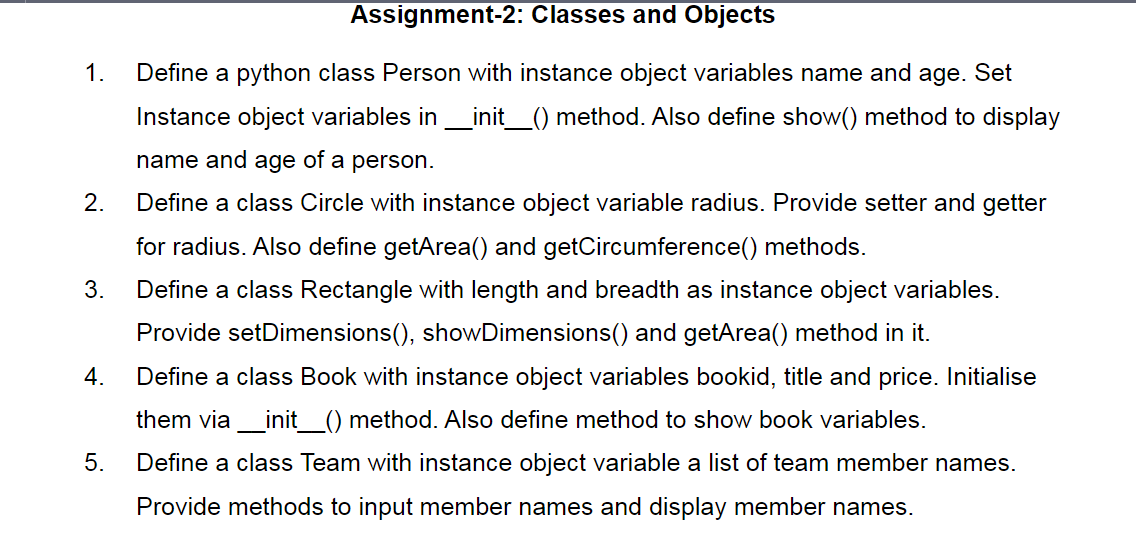 Assignment-2: Classes and Objects
1. Define a python class Person with instance object variables name and age. Set
Instance object variables in __init__() method. Also define show() method to display
name and age of a person.
2. Define a class Circle with instance object variable radius. Provide setter and getter
for radius. Also define getArea() and getCircumference() methods.
3. Define a class Rectangle with length and breadth as instance object variables.
Provide setDimensions(), showDimensions() and getArea() method in it.
4. Define a class Book with instance object variables bookid, title and price. Initialise
them via __init__() method. Also define method to show book variables.
5. Define a class Team with instance object variable a list of team member names.
Provide methods to input member names and display member names.